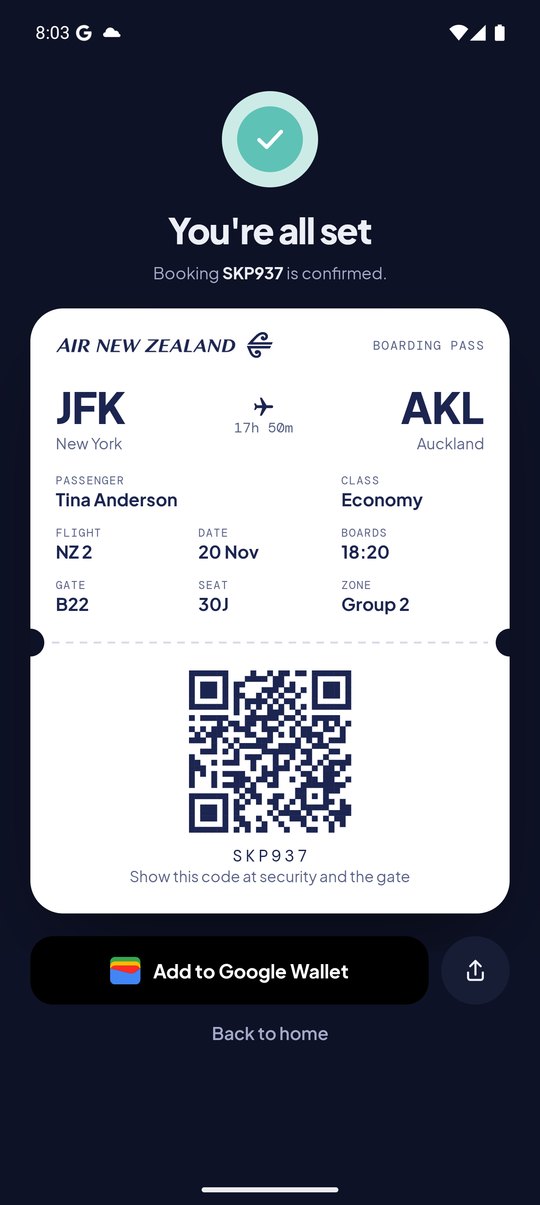 8:03
You're all set
Booking SKP937 is confirmed.
AIR NEW ZEALAND
BOARDING PASS
JFK
AKL
17h 50m
New York
Auckland
PASSENGER
CLASS
Tina Anderson
Economy
FLIGHT
DATE
BOARDS
NZ 2
20 Nov
18:20
GATE
SEAT
ZONE
B22
30J
Group 2
SKP937
Show this code at security and the gate
Add to Google Wallet
Back to home